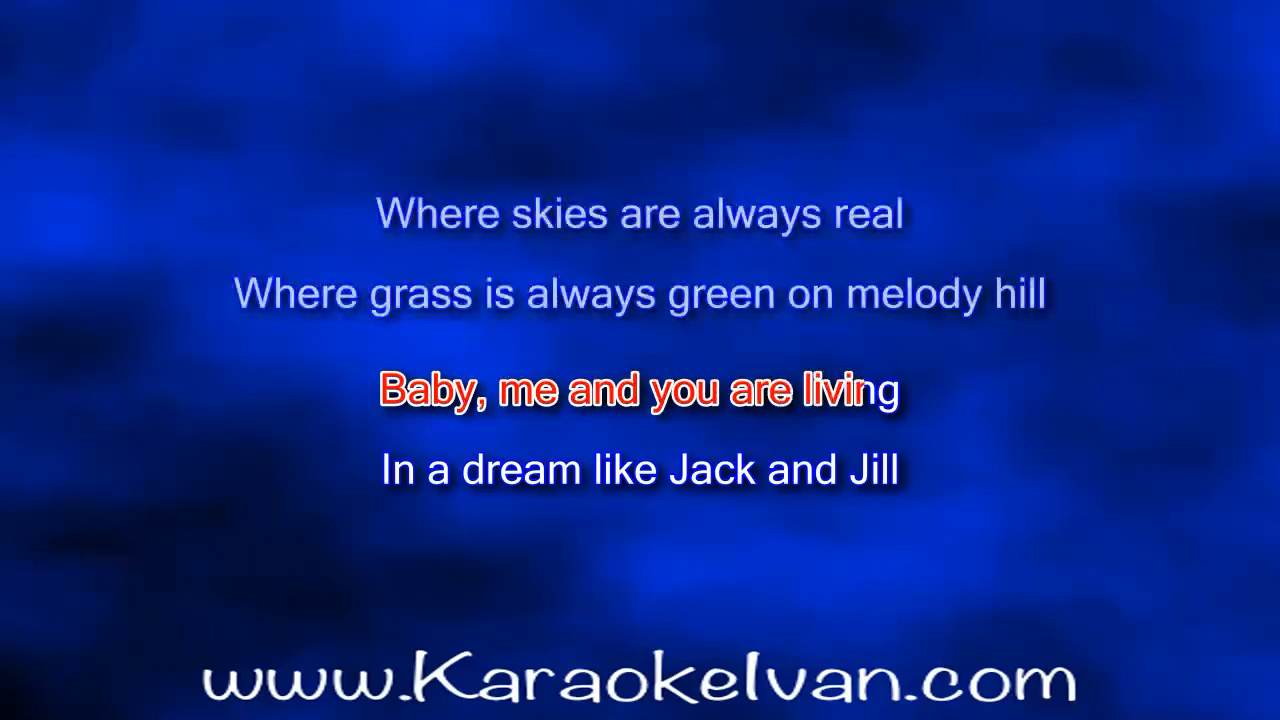 Where skies are always real
Where grass is always green on melody hill
Baby, me and you are living
In a dream like Jack and Jill
www.KaraokeIvan.com